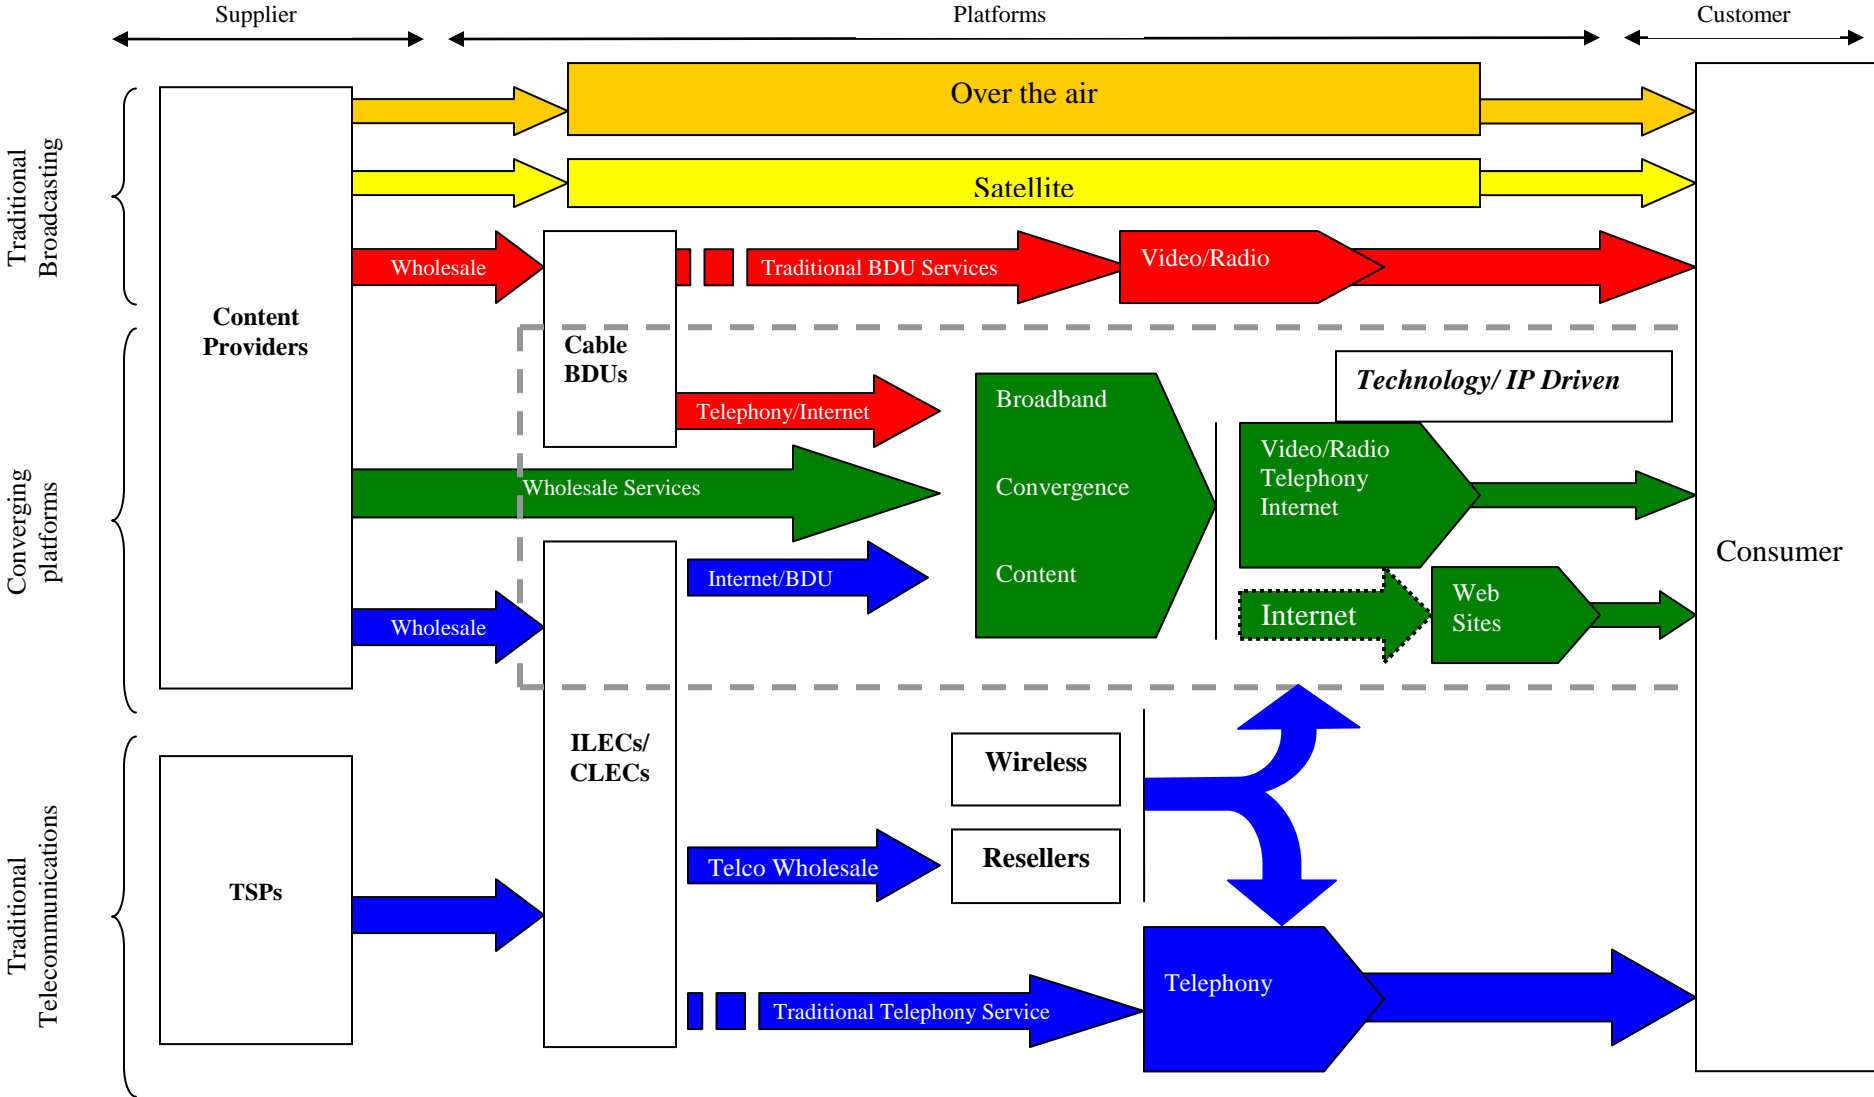 Supplier
Platforms
Customer
Traditional
Broadcasting
Converging
platforms
Traditional
Telecommunications
Over the air
Satellite
Wholesale
Traditional BDU Services
Video/Radio
Content
Providers
Cable
BDUs
Technology/ IP Driven
Telephony/Internet
Broadband
Convergence
Content
Video/Radio
Telephony
Internet
Wholesale Services
Internet/BDU
Wholesale
Internet
Web
Sites
Consumer
ILECs/
CLECs
Wireless
Resellers
Telco Wholesale
TSPs
Telephony
Traditional Telephony Service